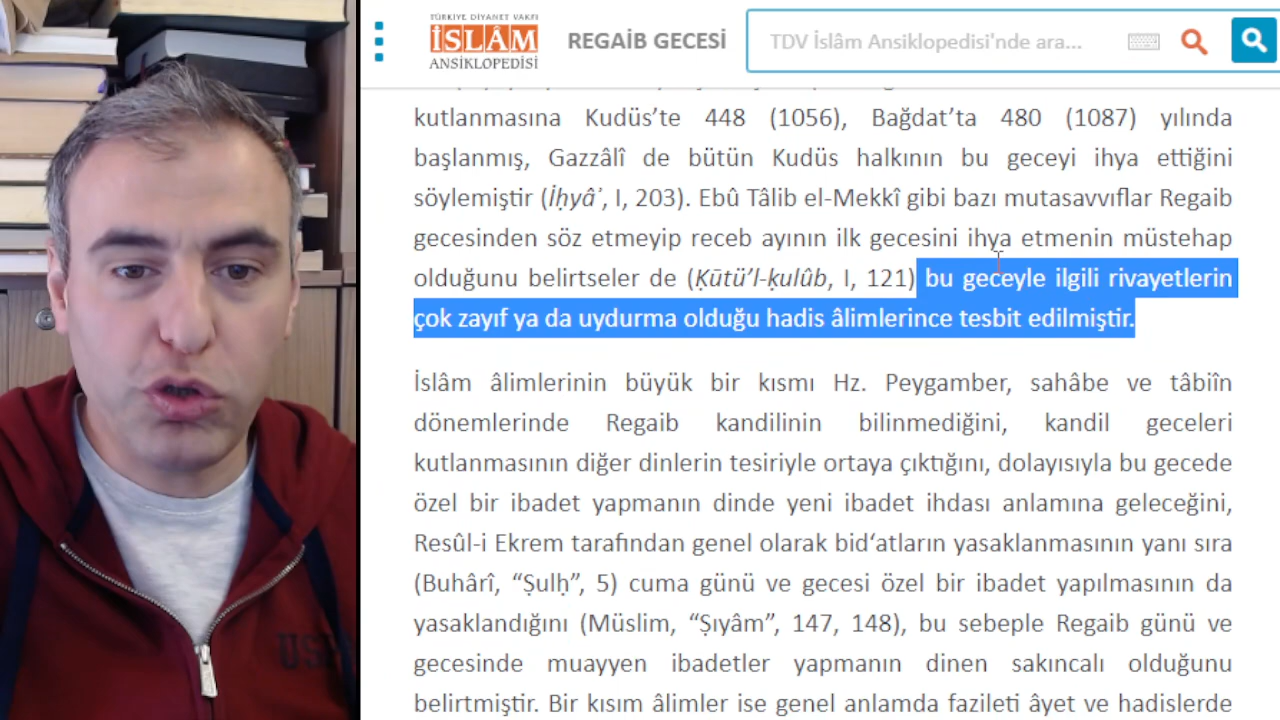 TÜRKİYE DİYANET VAKFI
İSLÂM
ANSİKLOPEDİSİ
REGAİB GECESİ
TDV İslâm Ansiklopedisi'nde ara...
kutlanmasına Kudüs’te 448 (1056), Bağdat’ta 480 (1087) yılında
başlanmış, Gazzâlî de bütün Kudüs halkının bu geceyi ihya ettiğini
söylemiştir (İḥyâʾ, I, 203). Ebû Tâlib el-Mekkî gibi bazı mutasavvıflar Regaib
gecesinden söz etmeyip receb ayının ilk gecesini ihya etmenin müstehap
olduğunu belirtseler de (Ḳūtü’l-ḳulûb, I, 121) bu geceyle ilgili rivayetlerin
çok zayıf ya da uydurma olduğu hadis âlimlerince tesbit edilmiştir.
İslâm âlimlerinin büyük bir kısmı Hz. Peygamber, sahâbe ve tâbiîn
dönemlerinde Regaib kandilinin bilinmediğini, kandil geceleri
kutlanmasının diğer dinlerin tesiriyle ortaya çıktığını, dolayısıyla bu gecede
özel bir ibadet yapmanın dinde yeni ibadet ihdası anlamına geleceğini,
Resûl-i Ekrem tarafından genel olarak bid‘atların yasaklanmasının yanı sıra
(Buhârî, “Ṣulḥ”, 5) cuma günü ve gecesi özel bir ibadet yapılmasının da
yasaklandığını (Müslim, “Ṣıyâm”, 147, 148), bu sebeple Regaib günü ve
gecesinde muayyen ibadetler yapmanın dinen sakıncalı olduğunu
belirtmiştir. Bir kısım âlimler ise genel anlamda fazileti âyet ve hadislerde